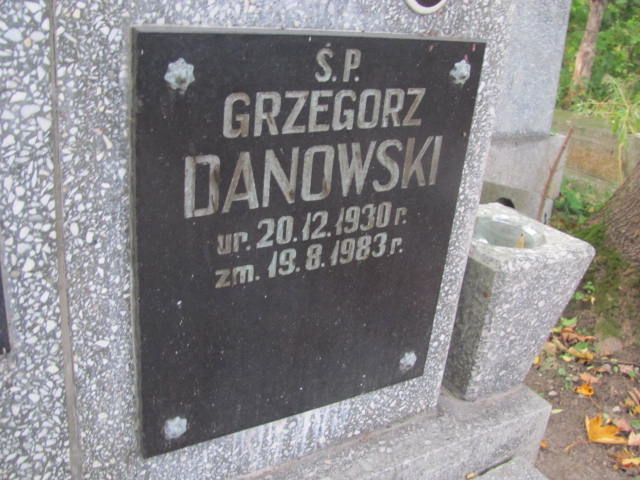 Ś.P.
GRZEGORZ
DANOWSKI
ur. 20.12.1930 r.
zm. 19.8.1983 r.